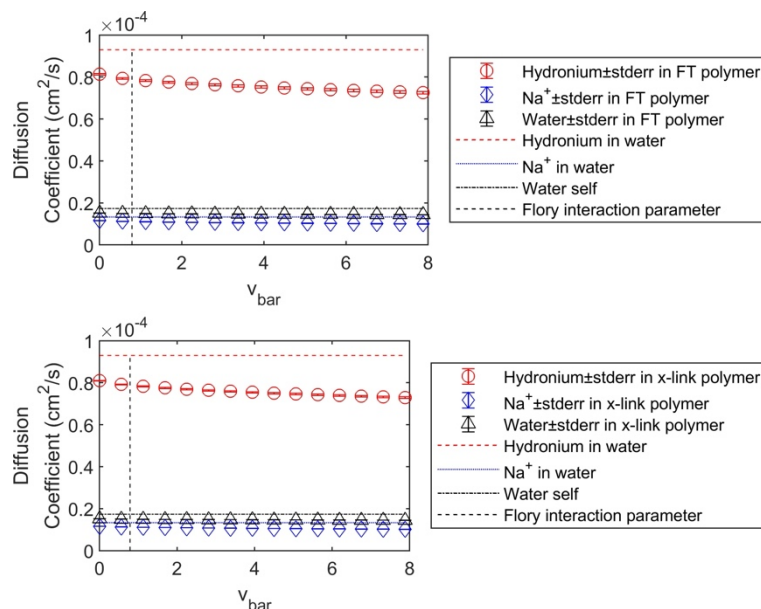 ×10⁻⁴
1
0.8
0.6
0.4
0.2
0
0 2 4 6 8
Diffusion
Coefficient (cm²/s)
v_bar
Hydronium±stderr in FT polymer
Na⁺±stderr in FT polymer
Water±stderr in FT polymer
Hydronium in water
Na⁺ in water
Water self
Flory interaction parameter
×10⁻⁴
1
0.8
0.6
0.4
0.2
0
0 2 4 6 8
Diffusion
Coefficient (cm²/s)
v_bar
Hydronium±stderr in x-link polymer
Na⁺±stderr in x-link polymer
Water±stderr in x-link polymer
Hydronium in water
Na⁺ in water
Water self
Flory interaction parameter